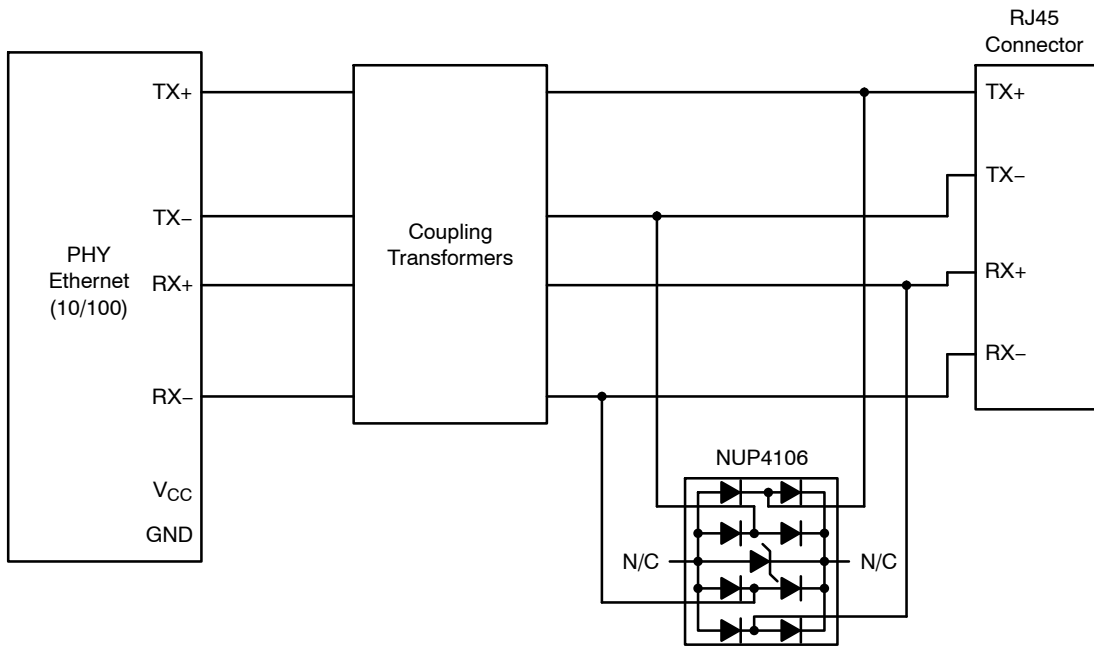 RJ45
Connector
TX+
TX−
RX+
RX−
PHY
Ethernet
(10/100)
VCC
GND
Coupling
Transformers
TX+
TX−
RX+
RX−
NUP4106
N/C
N/C